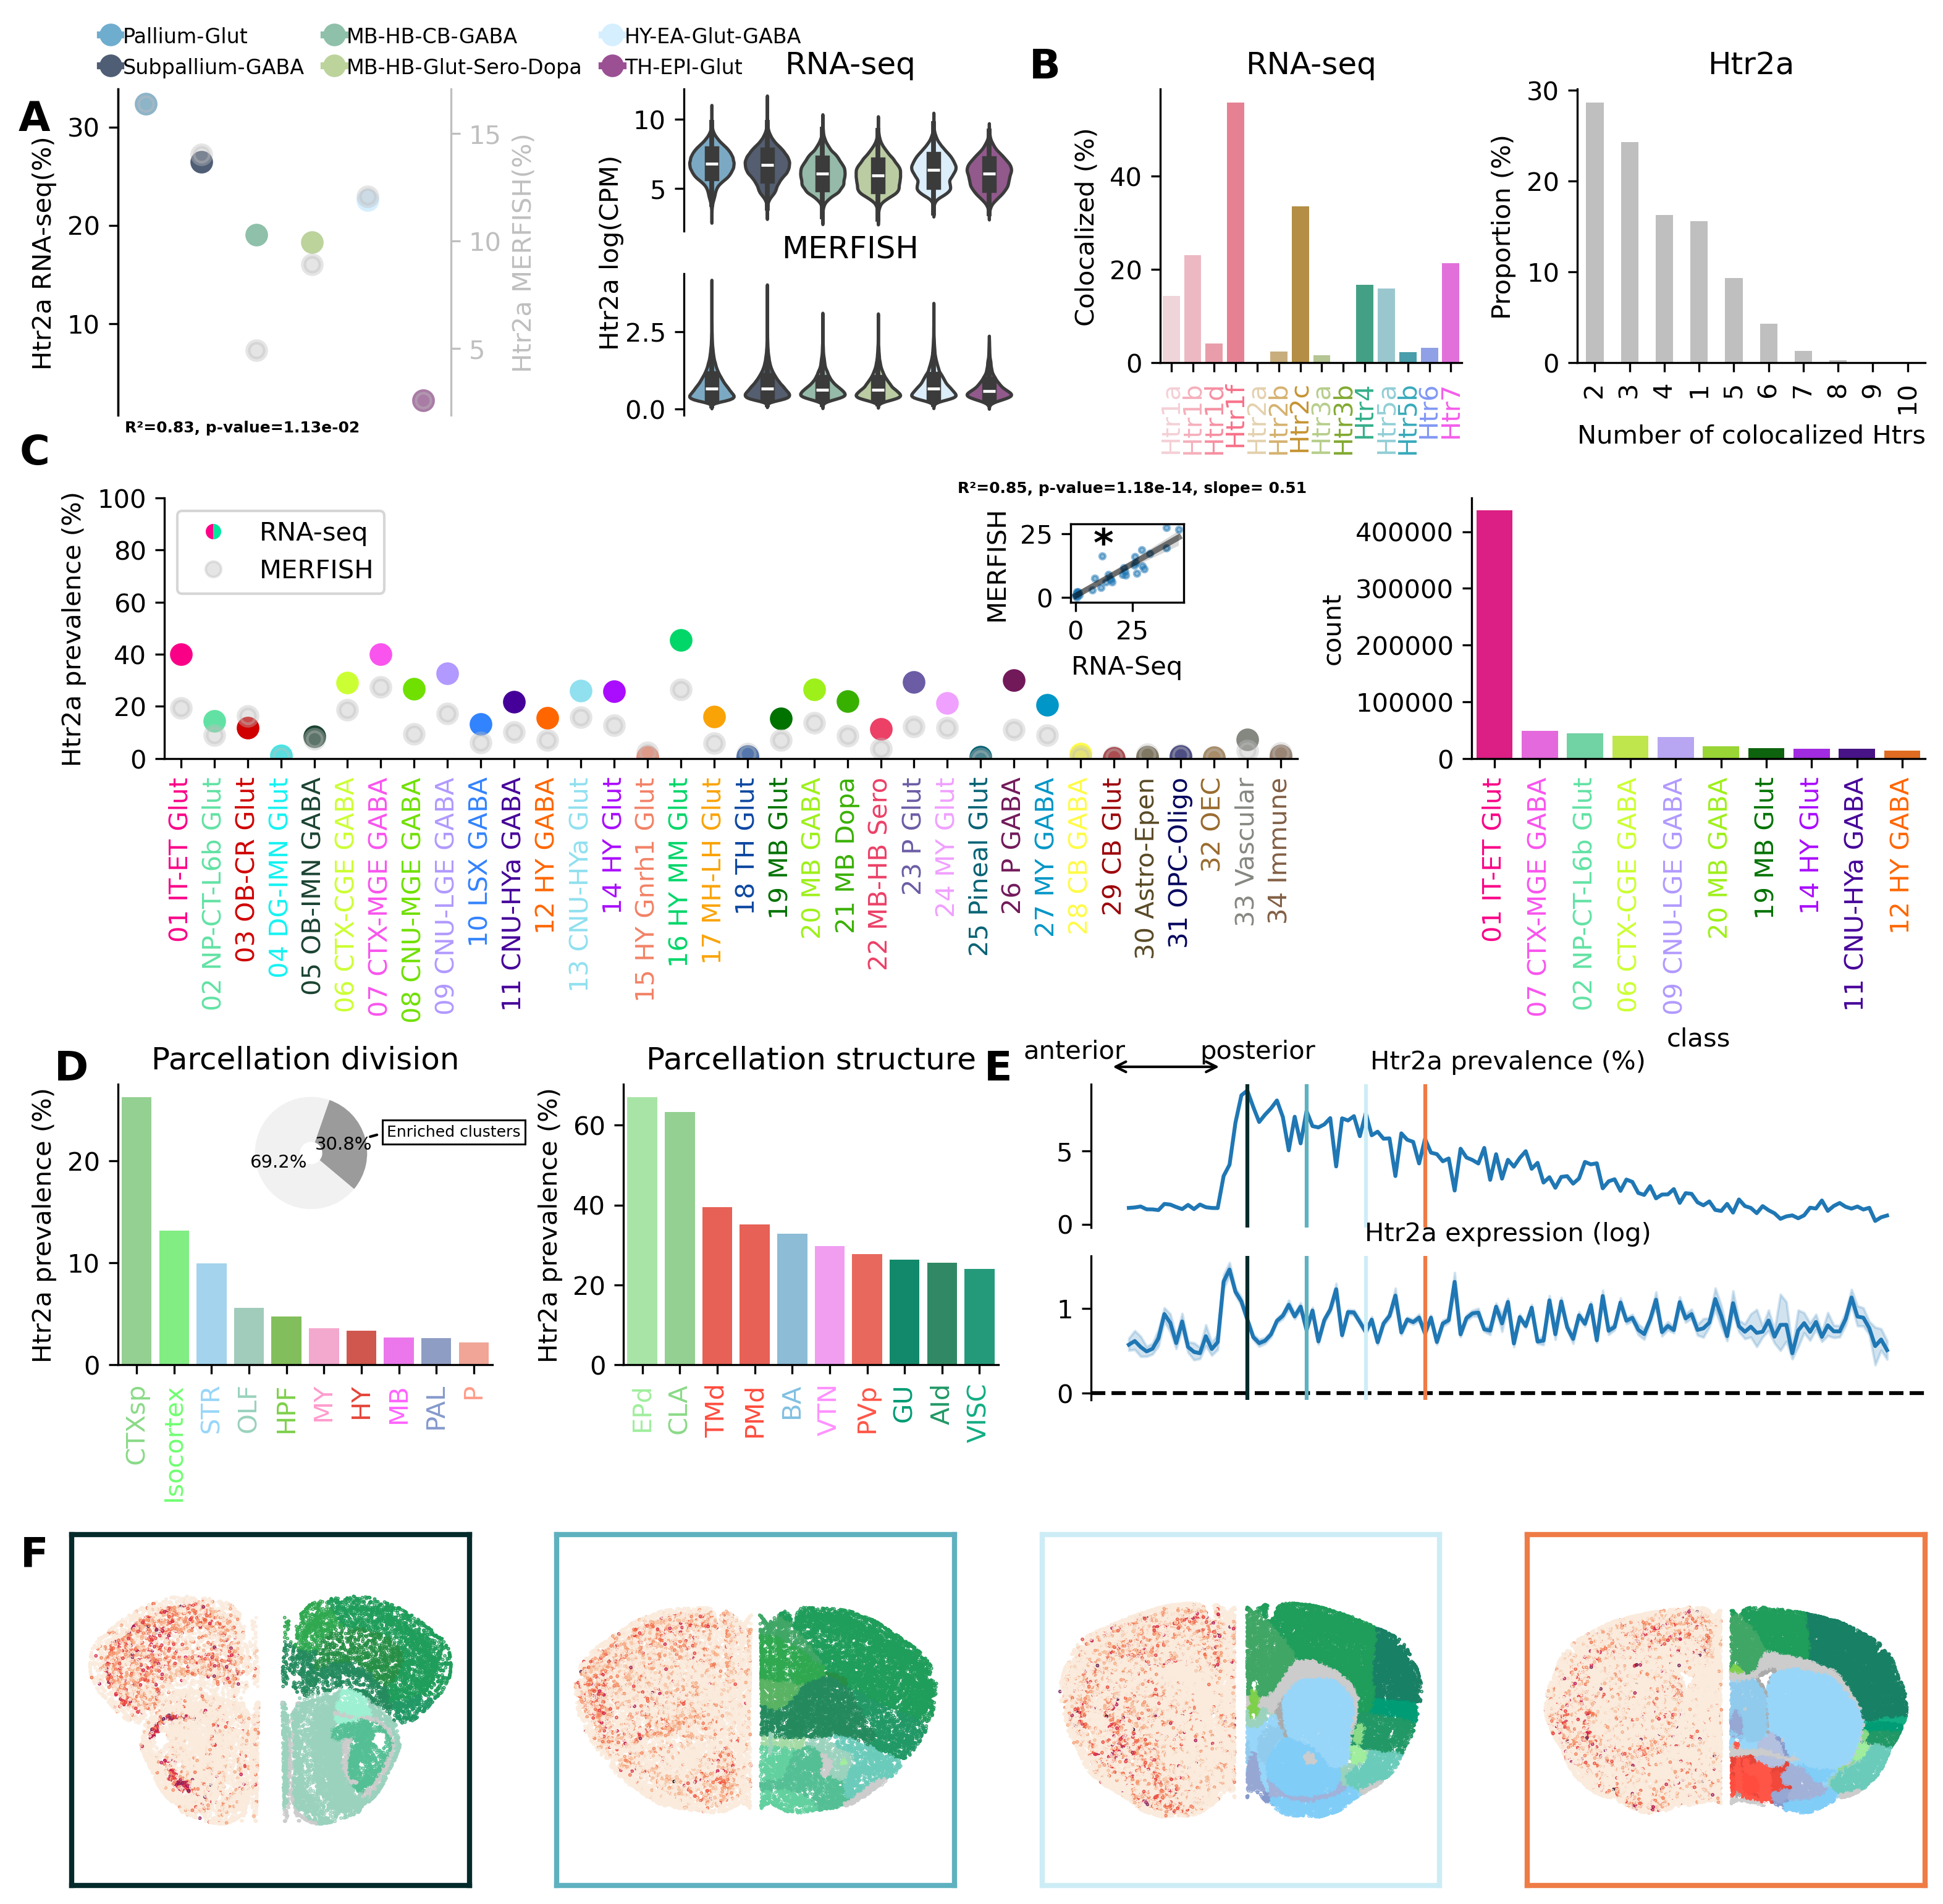 Pallium-Glut
MB-HB-CB-GABA
HY-EA-Glut-GABA
Subpallium-GABA
MB-HB-Glut-Sero-Dopa
TH-EPI-Glut
A
Htr2a RNA-seq(%)
30
20
10
15
10
5
Htr2a MERFISH(%)
R²=0.83, p-value=1.13e-02
RNA-seq
10
5
Htr2a log(CPM)
MERFISH
2.5
0.0
B
RNA-seq
Colocalized (%)
40
20
0
Htr1a
Htr1b
Htr1d
Htr1f
Htr2a
Htr2b
Htr2c
Htr3a
Htr3b
Htr4
Htr5a
Htr5b
Htr6
Htr7
Htr2a
Proportion (%)
30
20
10
0
2
3
4
1
5
6
7
8
9
10
Number of colocalized Htrs
C
Htr2a prevalence (%)
100
80
60
40
20
0
RNA-seq
MERFISH
R²=0.85, p-value=1.18e-14, slope= 0.51
MERFISH
25
0
*
0
25
RNA-Seq
01 IT-ET Glut
02 NP-CT-L6b Glut
03 OB-CR Glut
04 DG-IMN Glut
05 OB-IMN GABA
06 CTX-CGE GABA
07 CTX-MGE GABA
08 CNU-MGE GABA
09 CNU-LGE GABA
10 LSX GABA
11 CNU-HYa GABA
12 HY GABA
13 CNU-HYa Glut
14 HY Glut
15 HY Gnrh1 Glut
16 HY MM Glut
17 MH-LH Glut
18 TH Glut
19 MB Glut
20 MB GABA
21 MB Dopa
22 MB-HB Sero
23 P Glut
24 MY Glut
25 Pineal Glut
26 P GABA
27 MY GABA
28 CB GABA
29 CB Glut
30 Astro-Epen
31 OPC-Oligo
32 OEC
33 Vascular
34 Immune
count
400000
300000
200000
100000
0
01 IT-ET Glut
07 CTX-MGE GABA
02 NP-CT-L6b Glut
06 CTX-CGE GABA
09 CNU-LGE GABA
20 MB GABA
19 MB Glut
14 HY Glut
11 CNU-HYa GABA
12 HY GABA
class
D
Parcellation division
Htr2a prevalence (%)
20
10
0
69.2%
30.8%
Enriched clusters
CTXsp
Isocortex
STR
OLF
HPF
MY
HY
MB
PAL
P
Parcellation structure
Htr2a prevalence (%)
60
40
20
0
EPd
CLA
TMd
PMd
BA
VTN
PVp
GU
AId
VISC
E
anterior
posterior
Htr2a prevalence (%)
5
0
Htr2a expression (log)
1
0
F